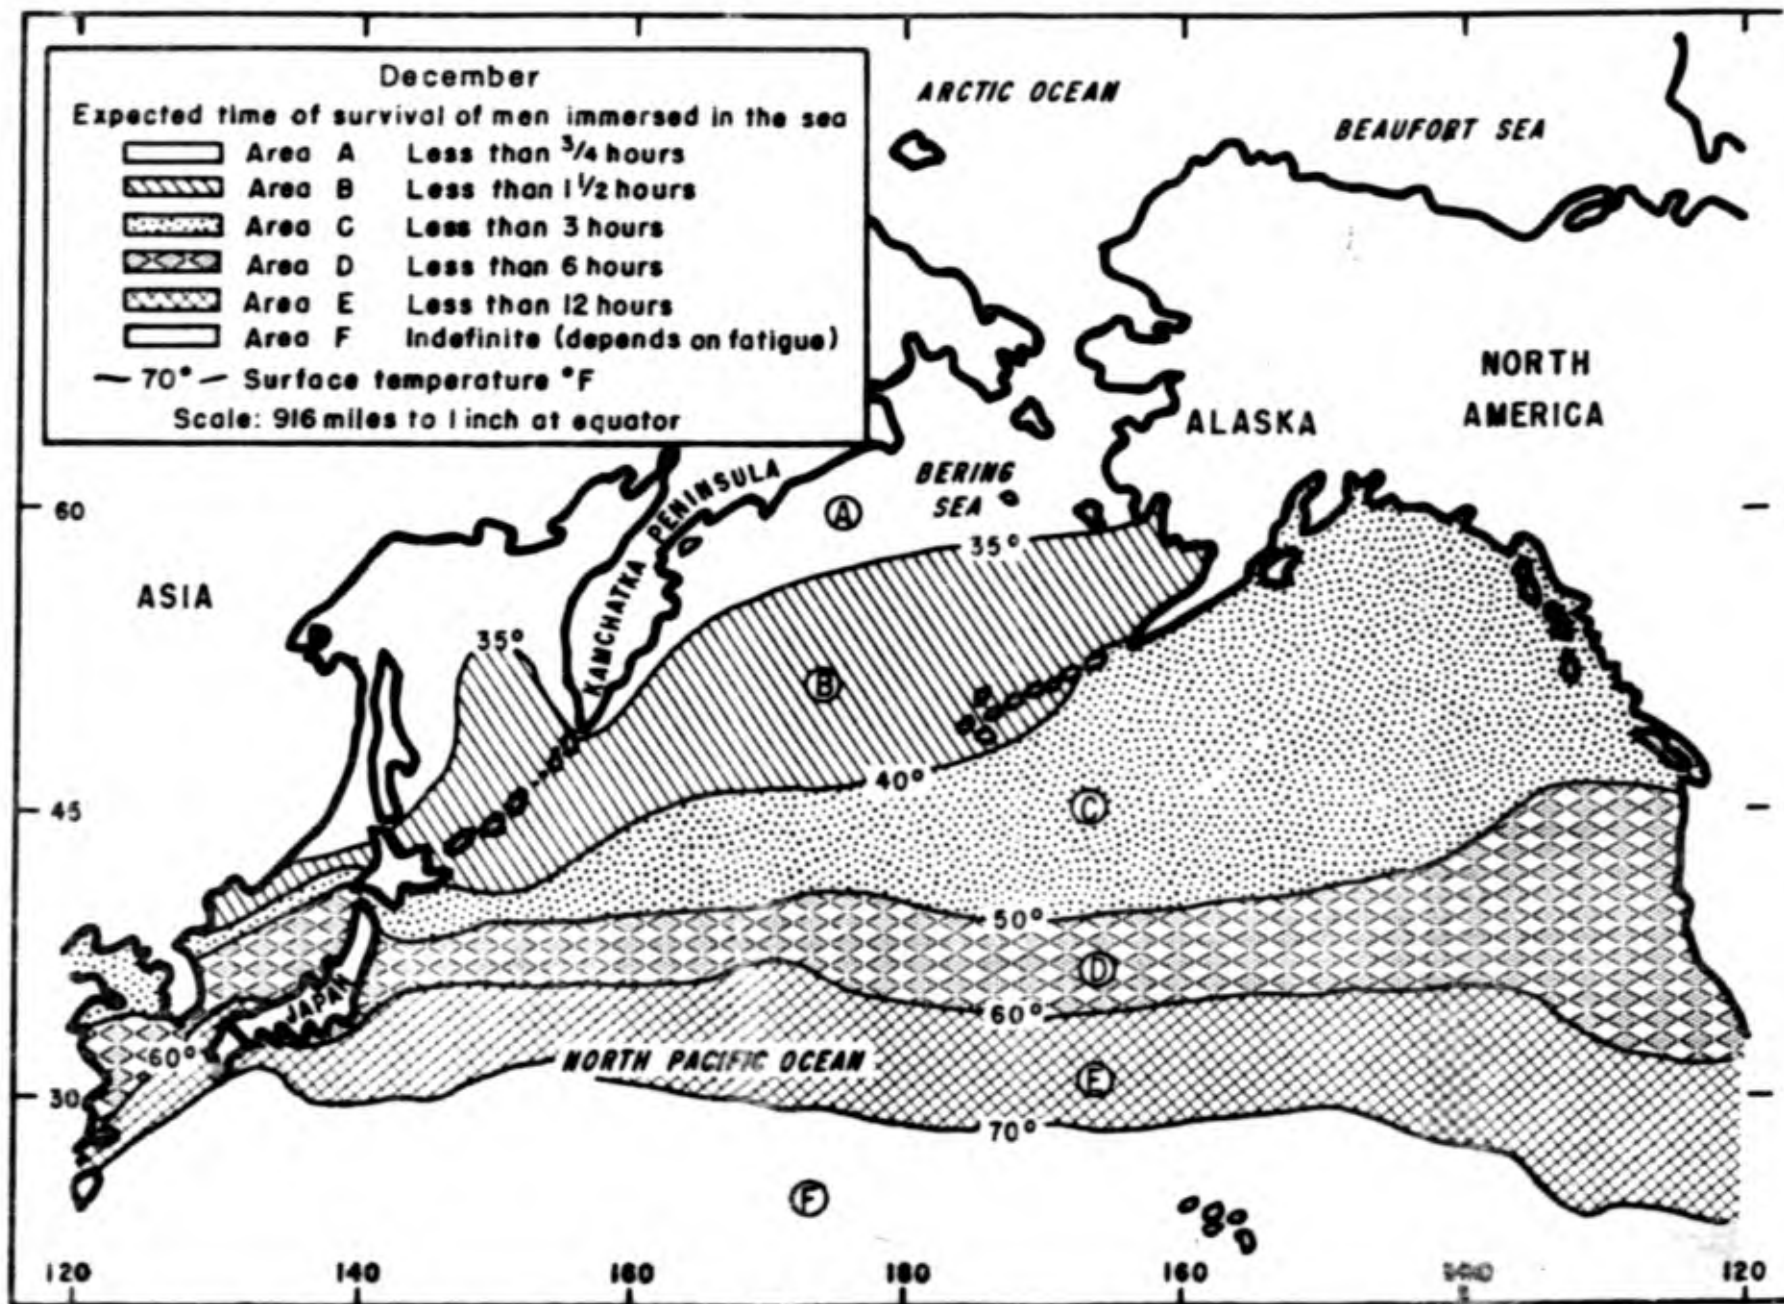 December
Expected time of survival of men immersed in the sea
Area A Less than 3/4 hours
Area B Less than 1 1/2 hours
Area C Less than 3 hours
Area D Less than 6 hours
Area E Less than 12 hours
Area F Indefinite (depends on fatigue)
70° Surface temperature °F
Scale: 916 miles to 1 inch at equator
ARCTIC OCEAN
BEAUFORT SEA
NORTH
AMERICA
ALASKA
BERING
SEA
KAMCHATKA PENINSULA
ASIA
A
35°
35°
B
40°
C
50°
D
JAPAN
60°
60°
NORTH PACIFIC OCEAN
E
70°
F
60
45
30
120
140
160
180
160
120